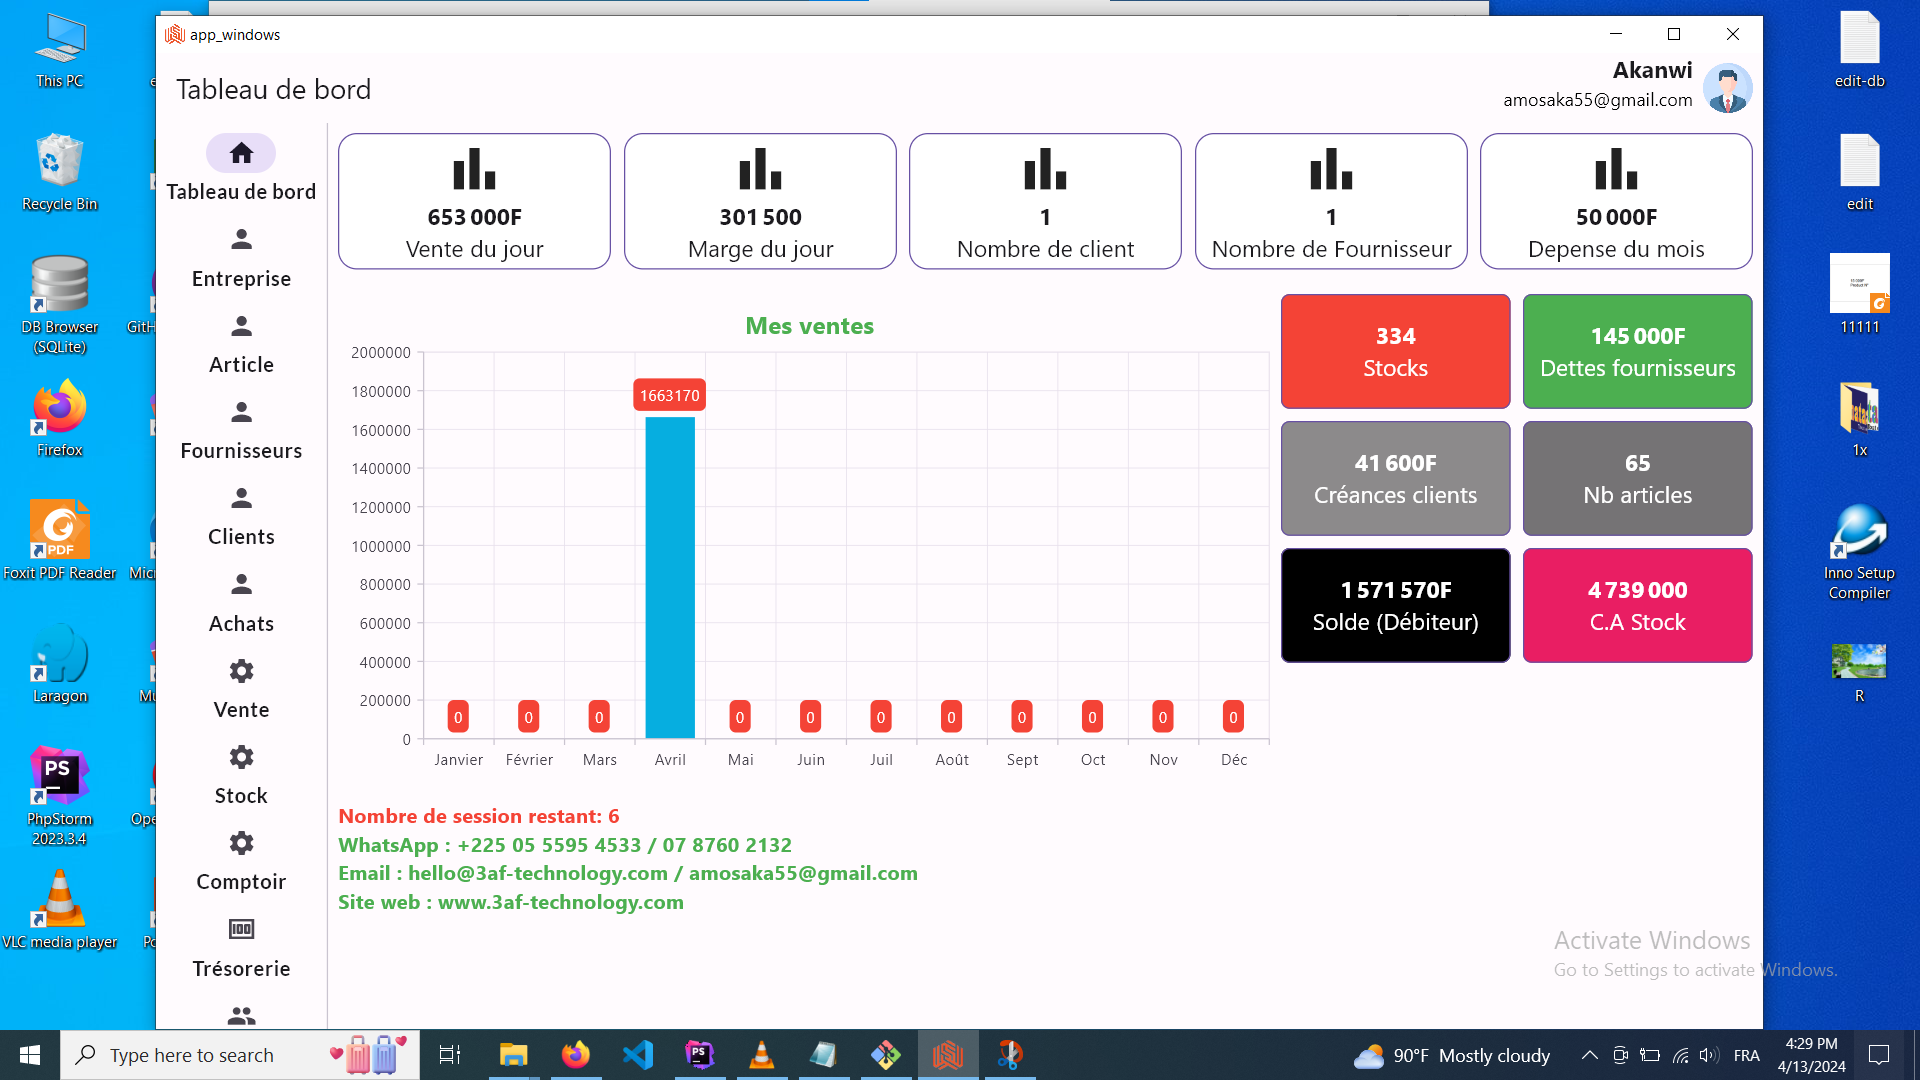 app_windows
Tableau de bord
Akanwi
amosaka55@gmail.com
Tableau de bord
Entreprise
Article
Fournisseurs
Clients
Achats
Vente
Stock
Comptoir
Trésorerie
653 000F
Vente du jour
301 500
Marge du jour
1
Nombre de client
1
Nombre de Fournisseur
50 000F
Depense du mois
Mes ventes
2000000
1800000
1600000
1400000
1200000
1000000
800000
600000
400000
200000
0
0 0 0 1663170 0 0 0 0 0 0 0 0
Janvier Février Mars Avril Mai Juin Juil Août Sept Oct Nov Déc
334
Stocks
145 000F
Dettes fournisseurs
41 600F
Créances clients
65
Nb articles
1 571 570F
Solde (Débiteur)
4 739 000
C.A Stock
Nombre de session restant: 6
WhatsApp : +225 05 5595 4533 / 07 8760 2132
Email : hello@3af-technology.com / amosaka55@gmail.com
Site web : www.3af-technology.com
Activate Windows
Go to Settings to activate Windows.
This PC
Recycle Bin
DB Browser
(SQLite)
Firefox
Foxit PDF Reader
PDF
Laragon
PS
PhpStorm
2023.3.4
VLC media player
edit-db
edit
11111
1x
Inno Setup
Compiler
R
Type here to search
90°F Mostly cloudy
FRA
4:29 PM
4/13/2024